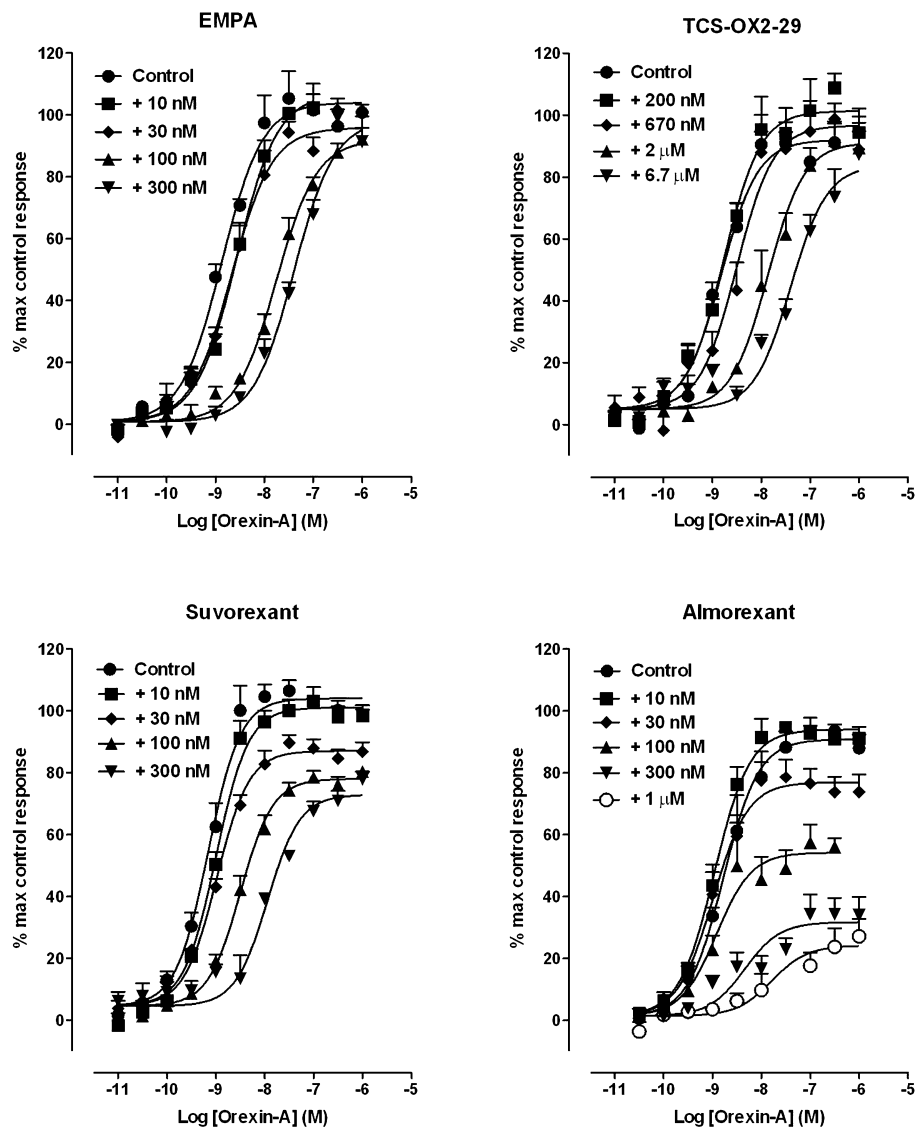 EMPA
120
100
80
60
40
20
0
% max control response
Control
+ 10 nM
+ 30 nM
+ 100 nM
+ 300 nM
-11 -10 -9 -8 -7 -6 -5
Log [Orexin-A] (M)
TCS-OX2-29
120
100
80
60
40
20
0
% max control response
Control
+ 200 nM
+ 670 nM
+ 2 μM
+ 6.7 μM
-11 -10 -9 -8 -7 -6 -5
Log [Orexin-A] (M)
Suvorexant
120
100
80
60
40
20
0
% max control response
Control
+ 10 nM
+ 30 nM
+ 100 nM
+ 300 nM
-11 -10 -9 -8 -7 -6 -5
Log [Orexin-A] (M)
Almorexant
120
100
80
60
40
20
0
% max control response
Control
+ 10 nM
+ 30 nM
+ 100 nM
+ 300 nM
+ 1 μM
-11 -10 -9 -8 -7 -6 -5
Log [Orexin-A] (M)